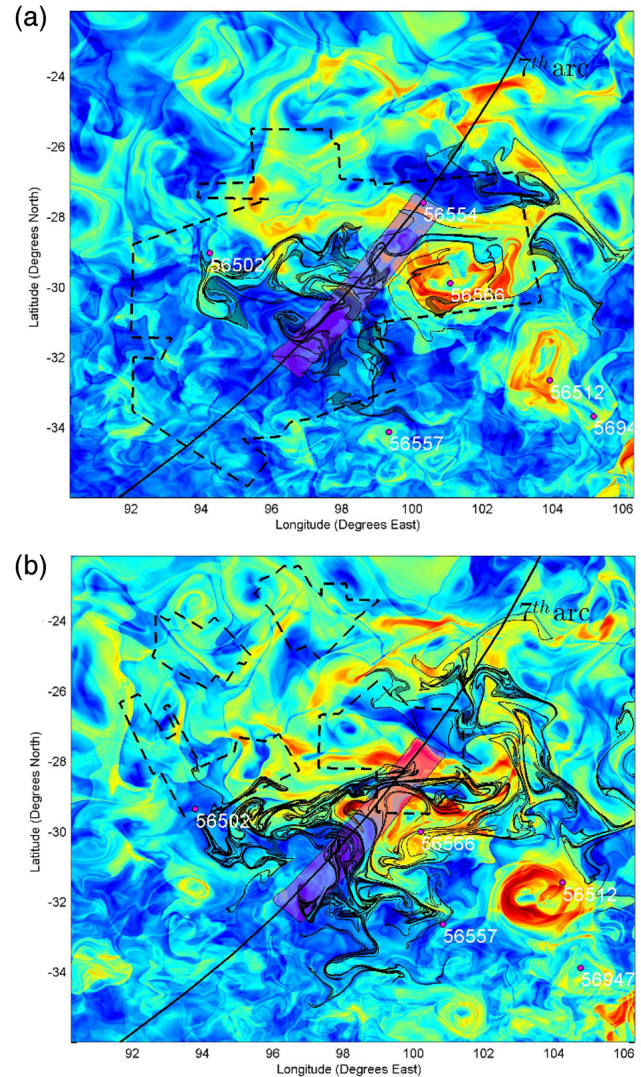 (a)
7th arc
-24
-26
-28
-30
-32
-34
56554
56502
56566
56512
5694
56557
92 94 96 98 100 102 104 106
Longitude (Degrees East)
Latitude (Degrees North)
(b)
7th arc
-24
-26
-28
-30
-32
-34
56502
56566
56512
56557
56947
92 94 96 98 100 102 104 106
Longitude (Degrees East)
Latitude (Degrees North)